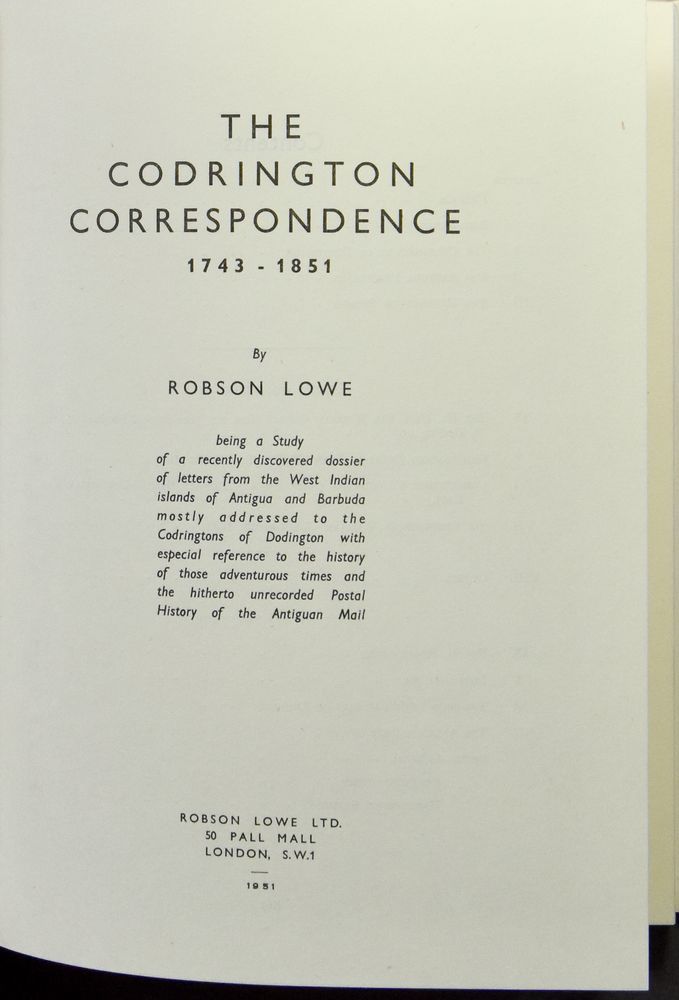 THE
CODRINGTON
CORRESPONDENCE
1743 - 1851
By
ROBSON LOWE
being a Study
of a recently discovered dossier
of letters from the West Indian
islands of Antigua and Barbuda
mostly addressed to the
Codringtons of Dodington with
especial reference to the history
of those adventurous times and
the hitherto unrecorded Postal
History of the Antiguan Mail
ROBSON LOWE LTD.
50 PALL MALL
LONDON, S.W.1
1951